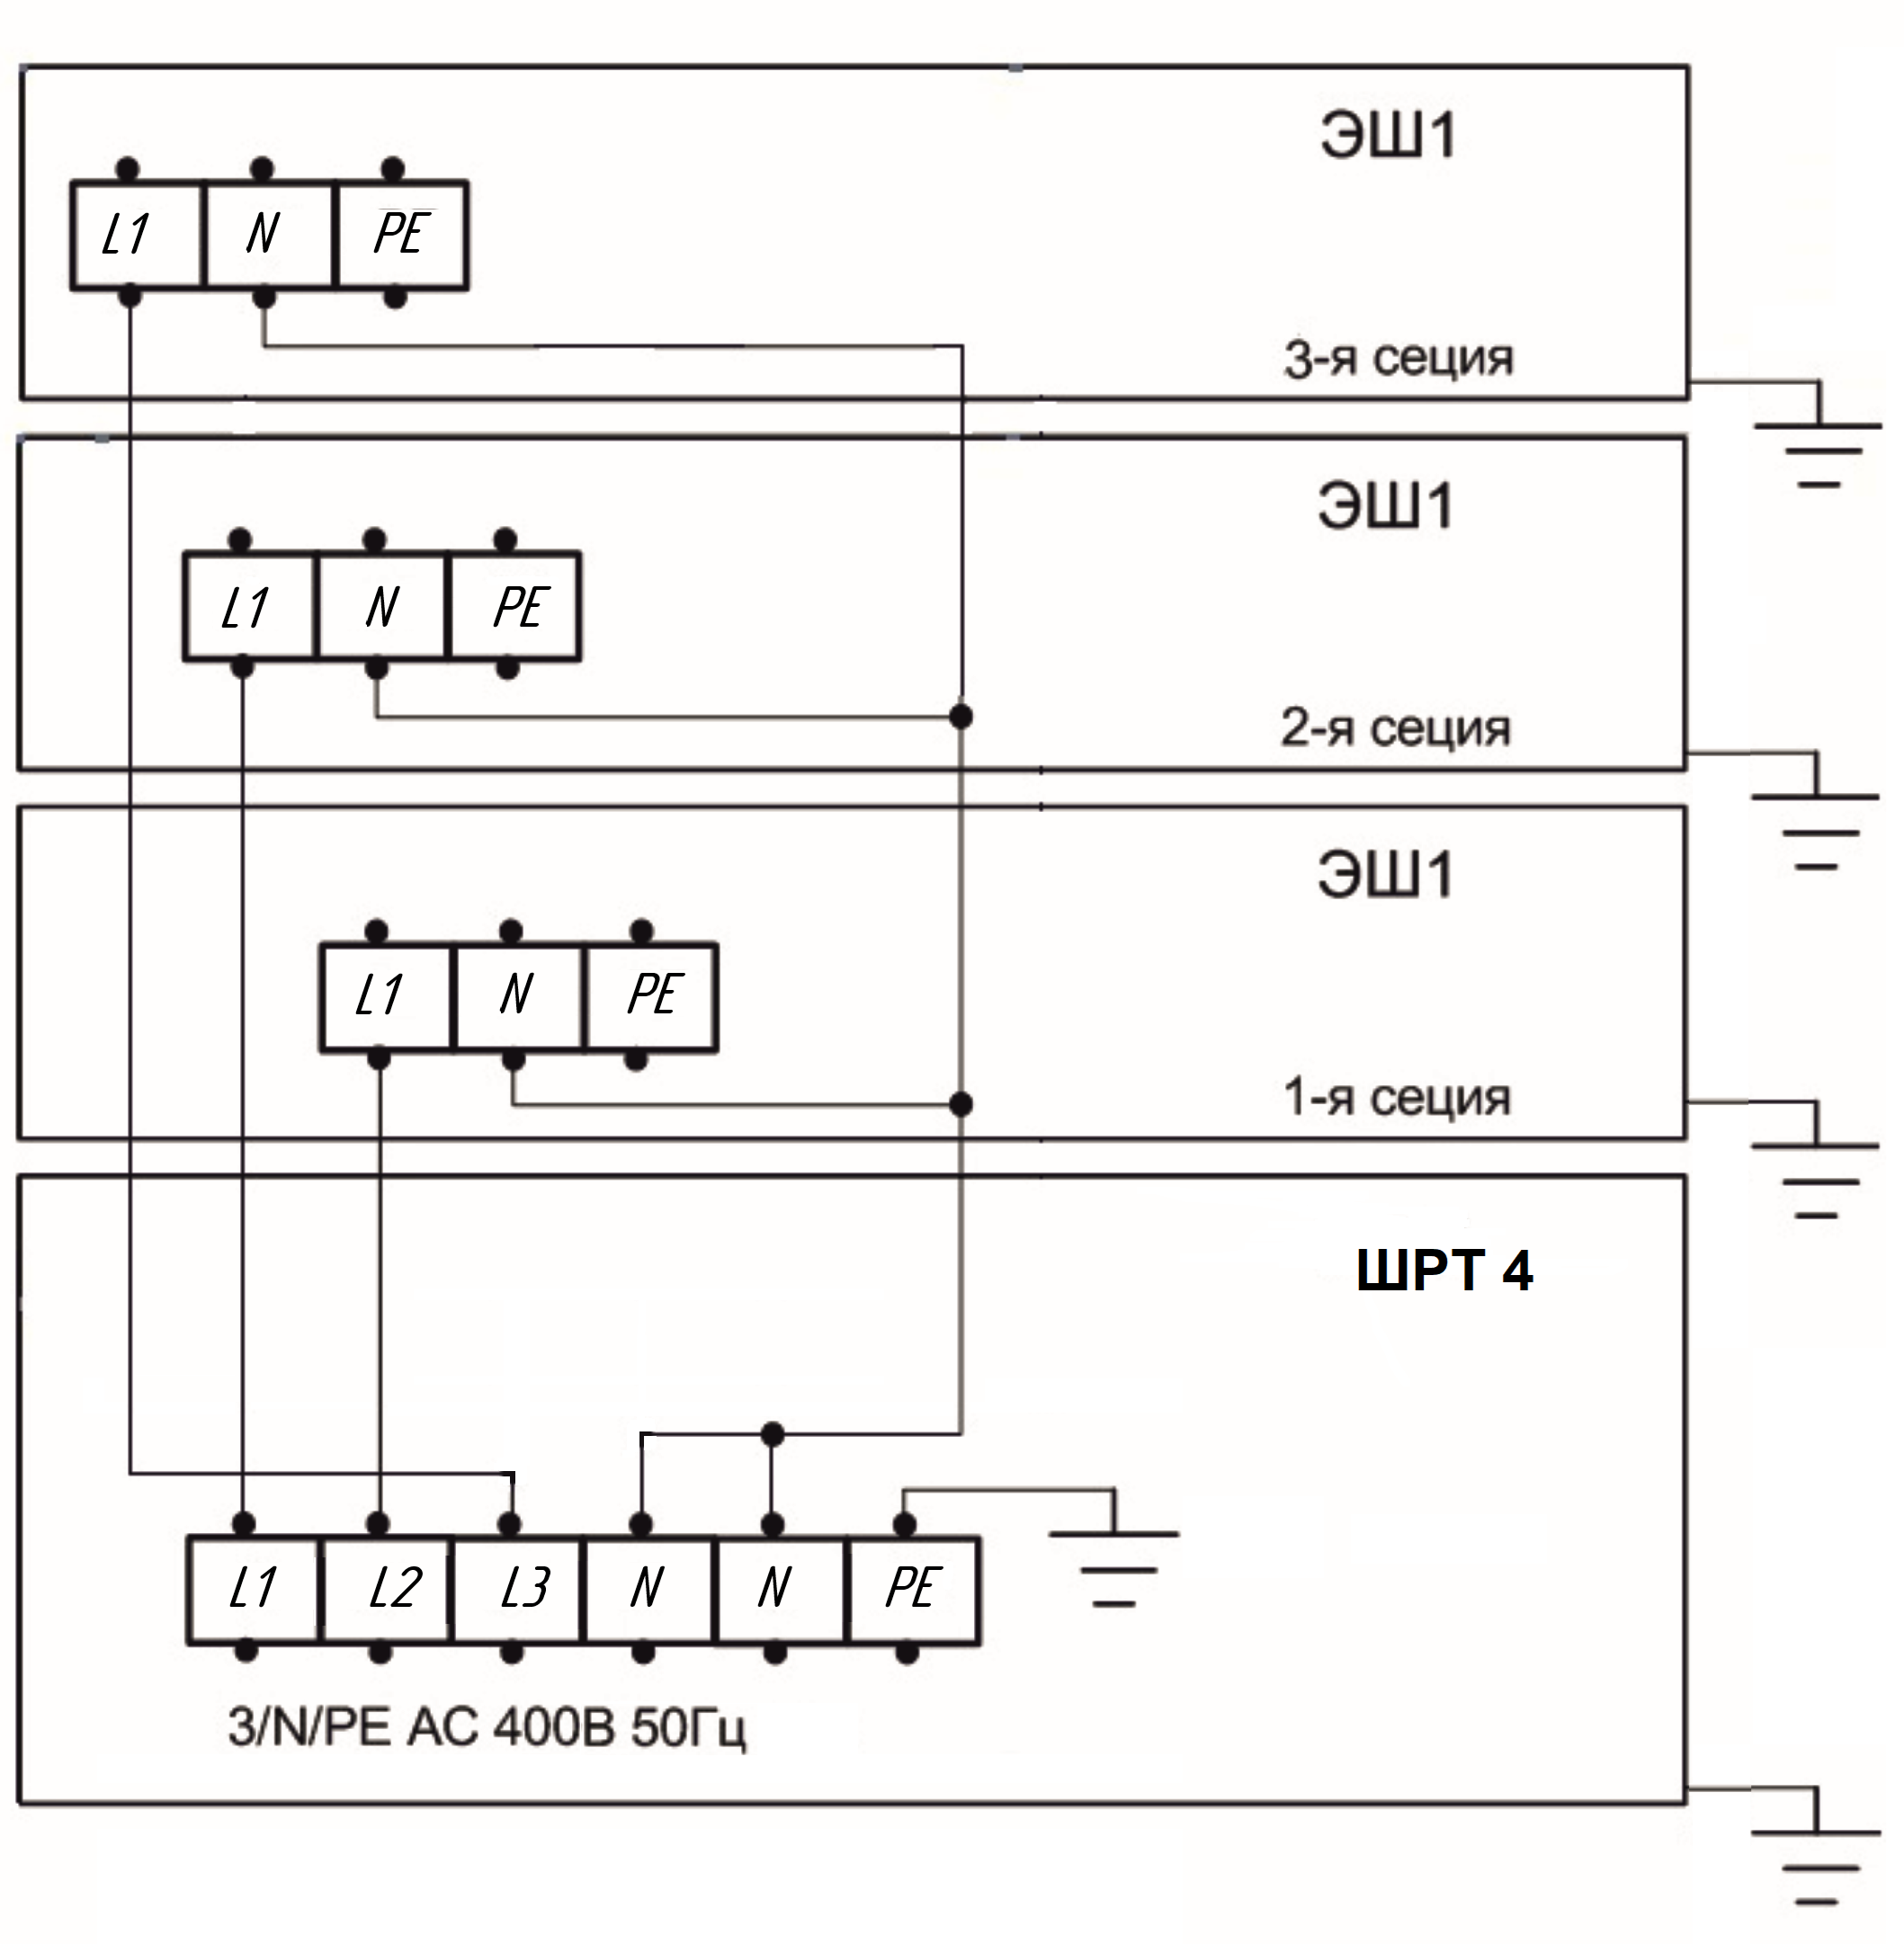 ЭШ1
L1 N PE
3-я сеция
ЭШ1
L1 N PE
2-я сеция
ЭШ1
L1 N PE
1-я сеция
ШРТ 4
L1 L2 L3 N N PE
3/N/PE AC 400В 50Гц